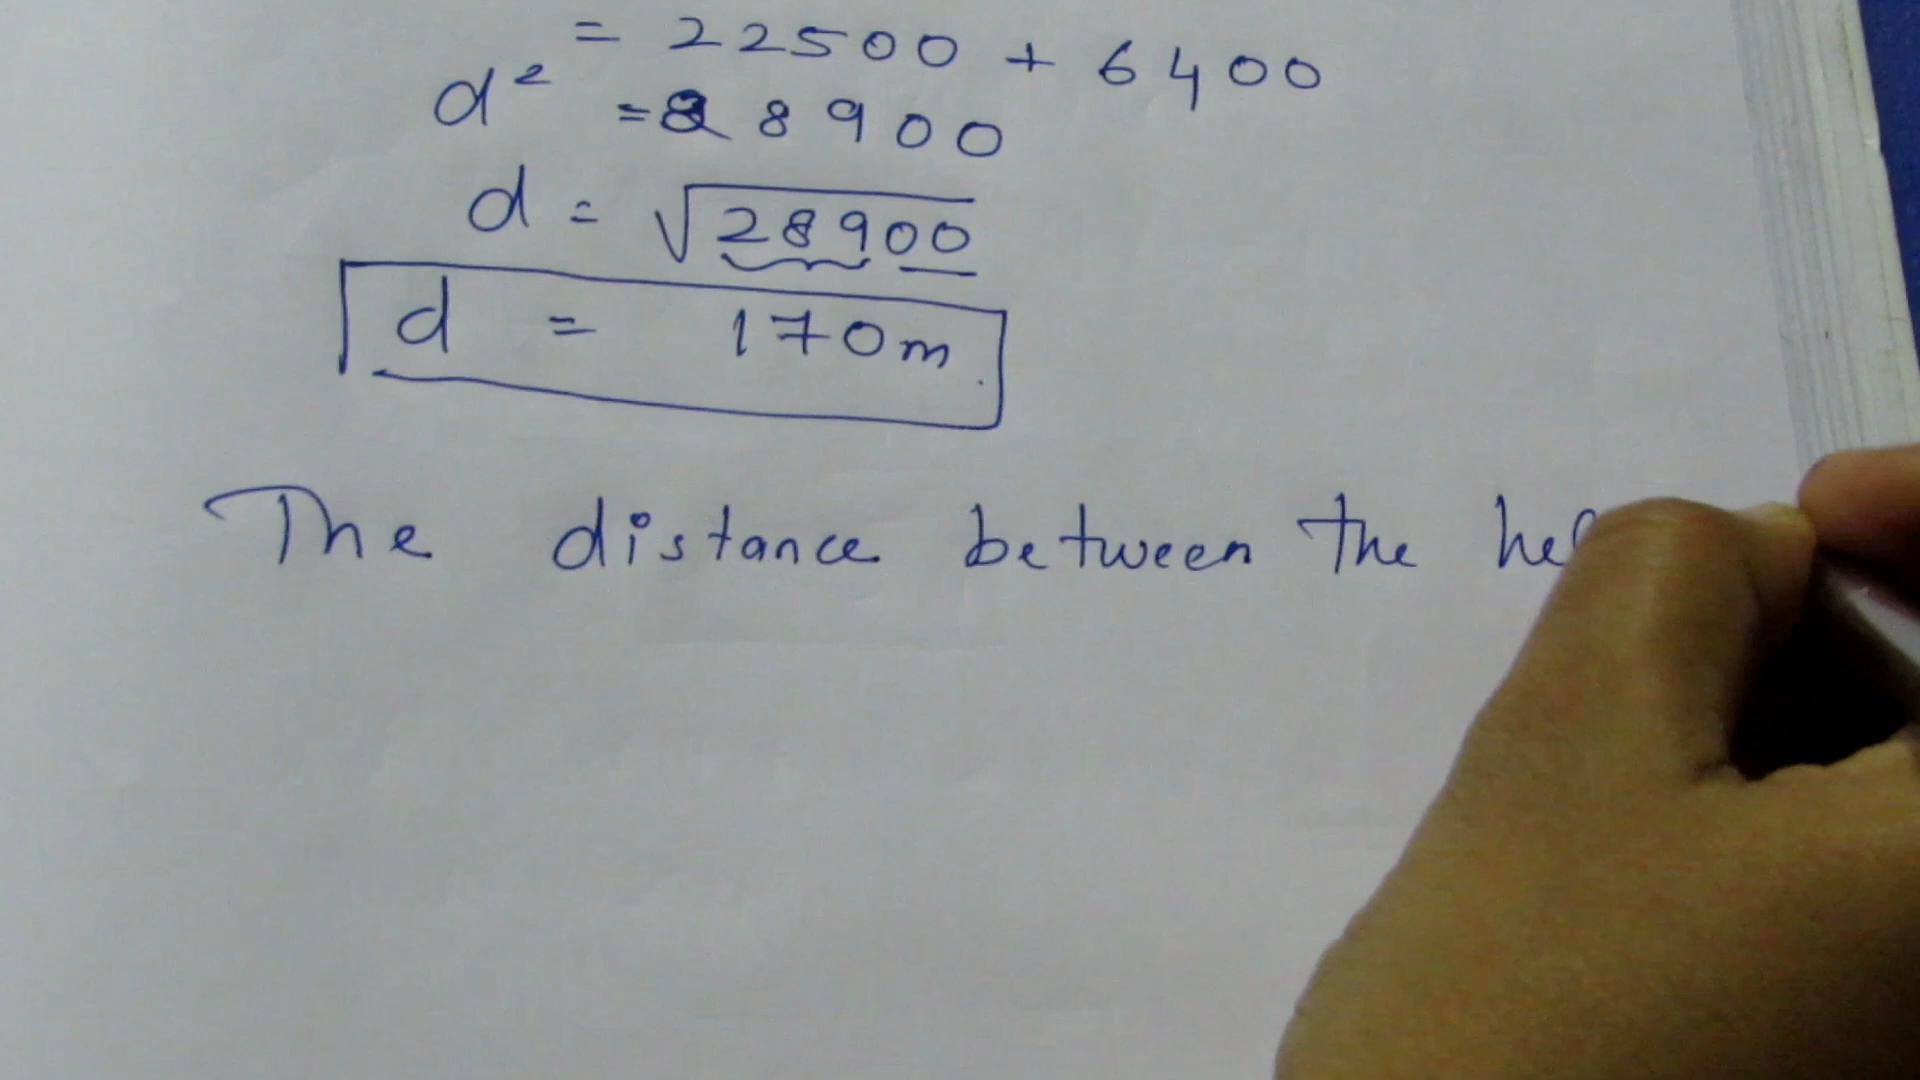 = 22500 + 6400
d² = 28900
d = √28900
d = 170m.
The distance between the